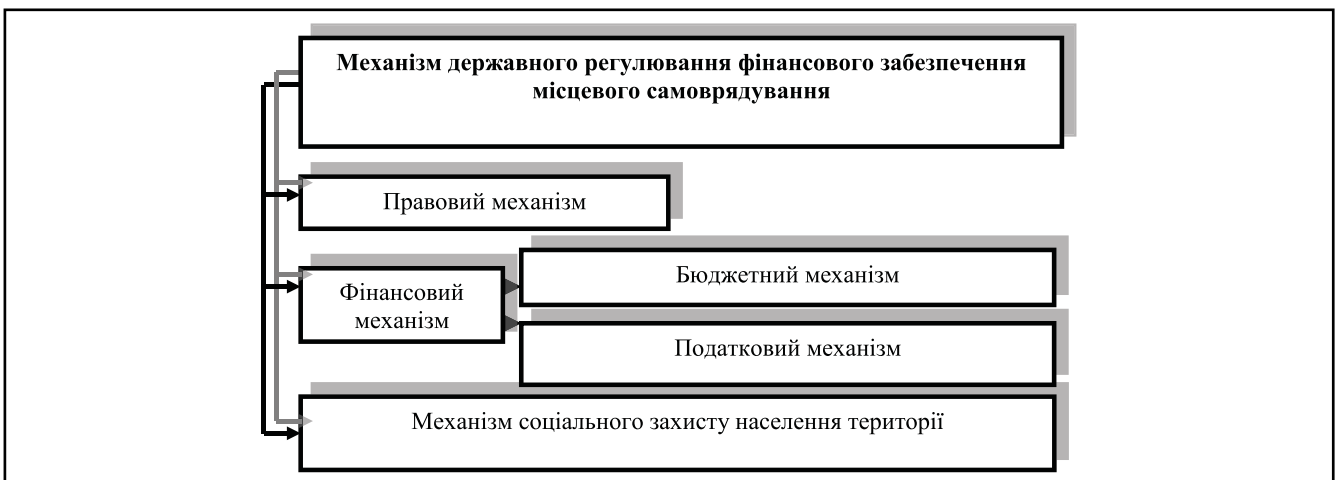 Механізм державного регулювання фінансового забезпечення
місцевого самоврядування
Правовий механізм
Бюджетний механізм
Фінансовий
механізм
Податковий механізм
Механізм соціального захисту населення території